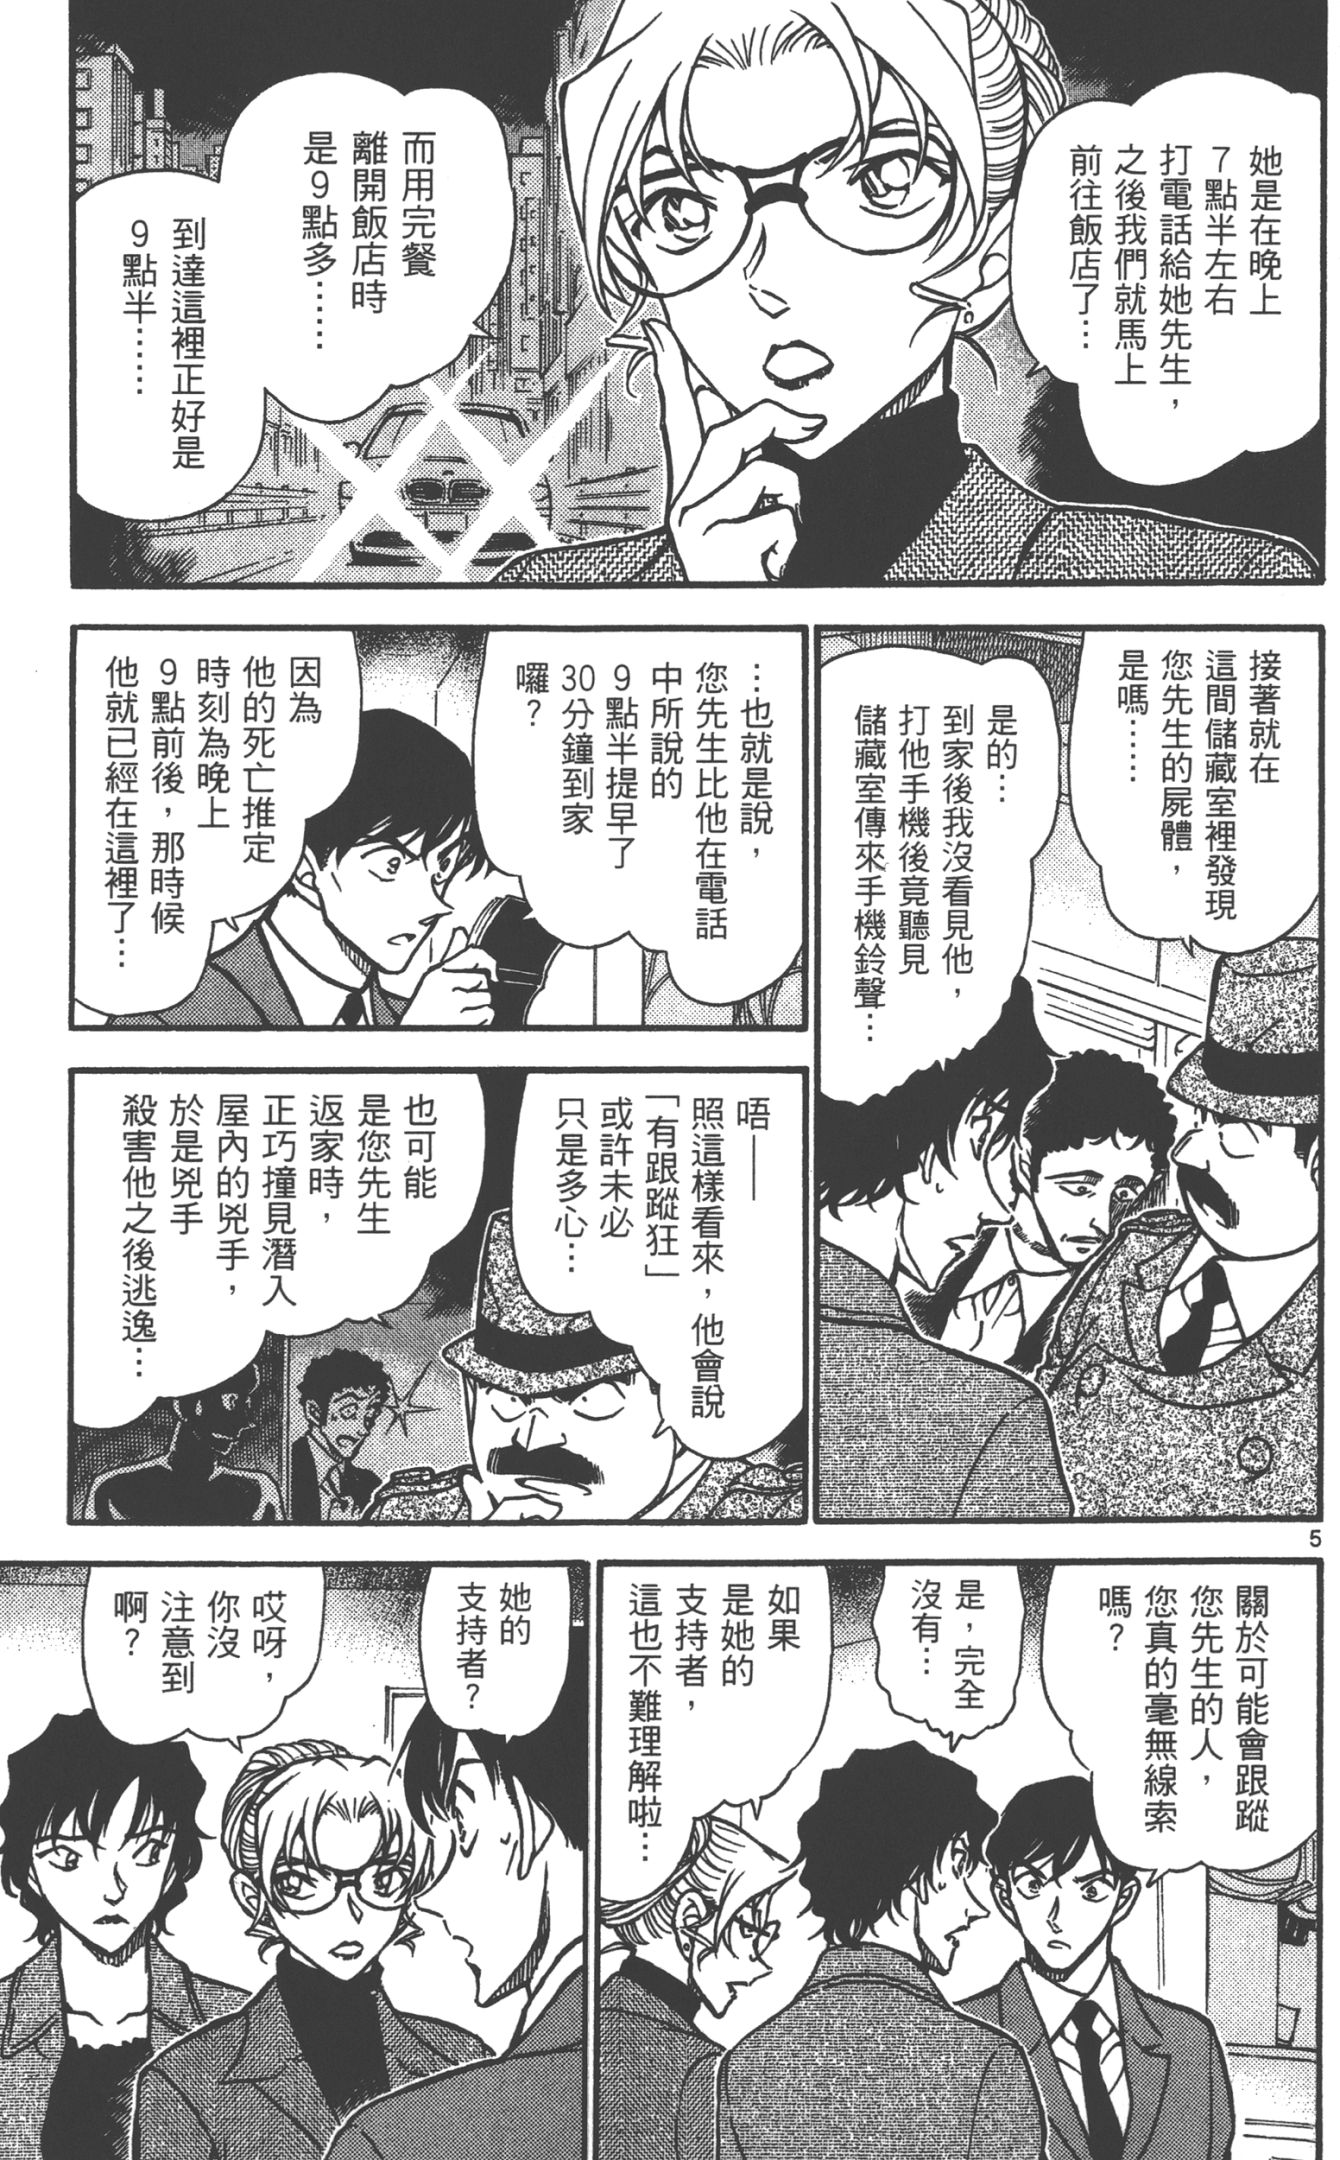 她是在晚上
7點半左右
打電話給她先生，
之後我們就馬上
前往飯店了…
而用完餐
離開飯店時
是9點多……
到達這裡正好是
9點半……
接著就在
這間儲藏室裡發現
您先生的屍體，
是嗎……
是的…
到家後我沒看見他，
打他手機後竟聽見
儲藏室傳來手機鈴聲…
…也就是說，
您先生比他在電話
中所說的
9點半提早了
30分鐘到家
囉？
因為
他的死亡推定
時刻為晚上
9點前後，那時候
他就已經在這裡了…
唔——
照這樣看來，他會說
「有跟蹤狂」
或許未必
只是多心…
也可能
是您先生
返家時，
正巧撞見潛入
屋內的兇手，
於是兇手
殺害他之後逃逸…
5
關於可能會跟蹤
您先生的人，
您真的毫無線索
嗎？
是，完全
沒有…
如果
是她的
支持者，
這也不難理解啦…
她的
支持者？
哎呀，
你沒
注意到
啊？